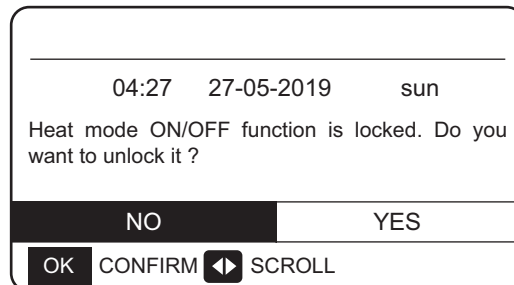 04:27 27-05-2019 sun
Heat mode ON/OFF function is locked. Do you
want to unlock it ?
NO YES
OK CONFIRM SCROLL